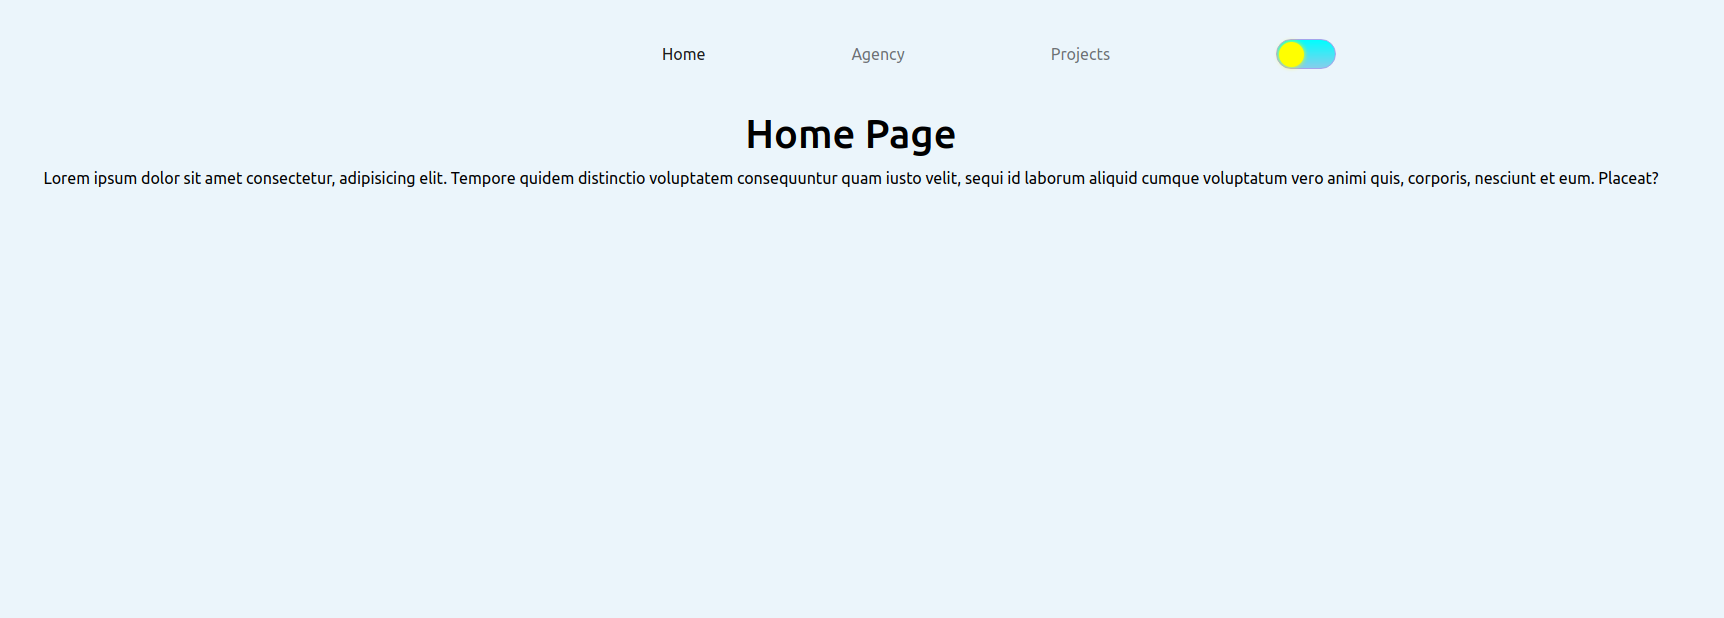 Home Agency Projects
Home Page
Lorem ipsum dolor sit amet consectetur, adipisicing elit. Tempore quidem distinctio voluptatem consequuntur quam iusto velit, sequi id laborum aliquid cumque voluptatum vero animi quis, corporis, nesciunt et eum. Placeat?